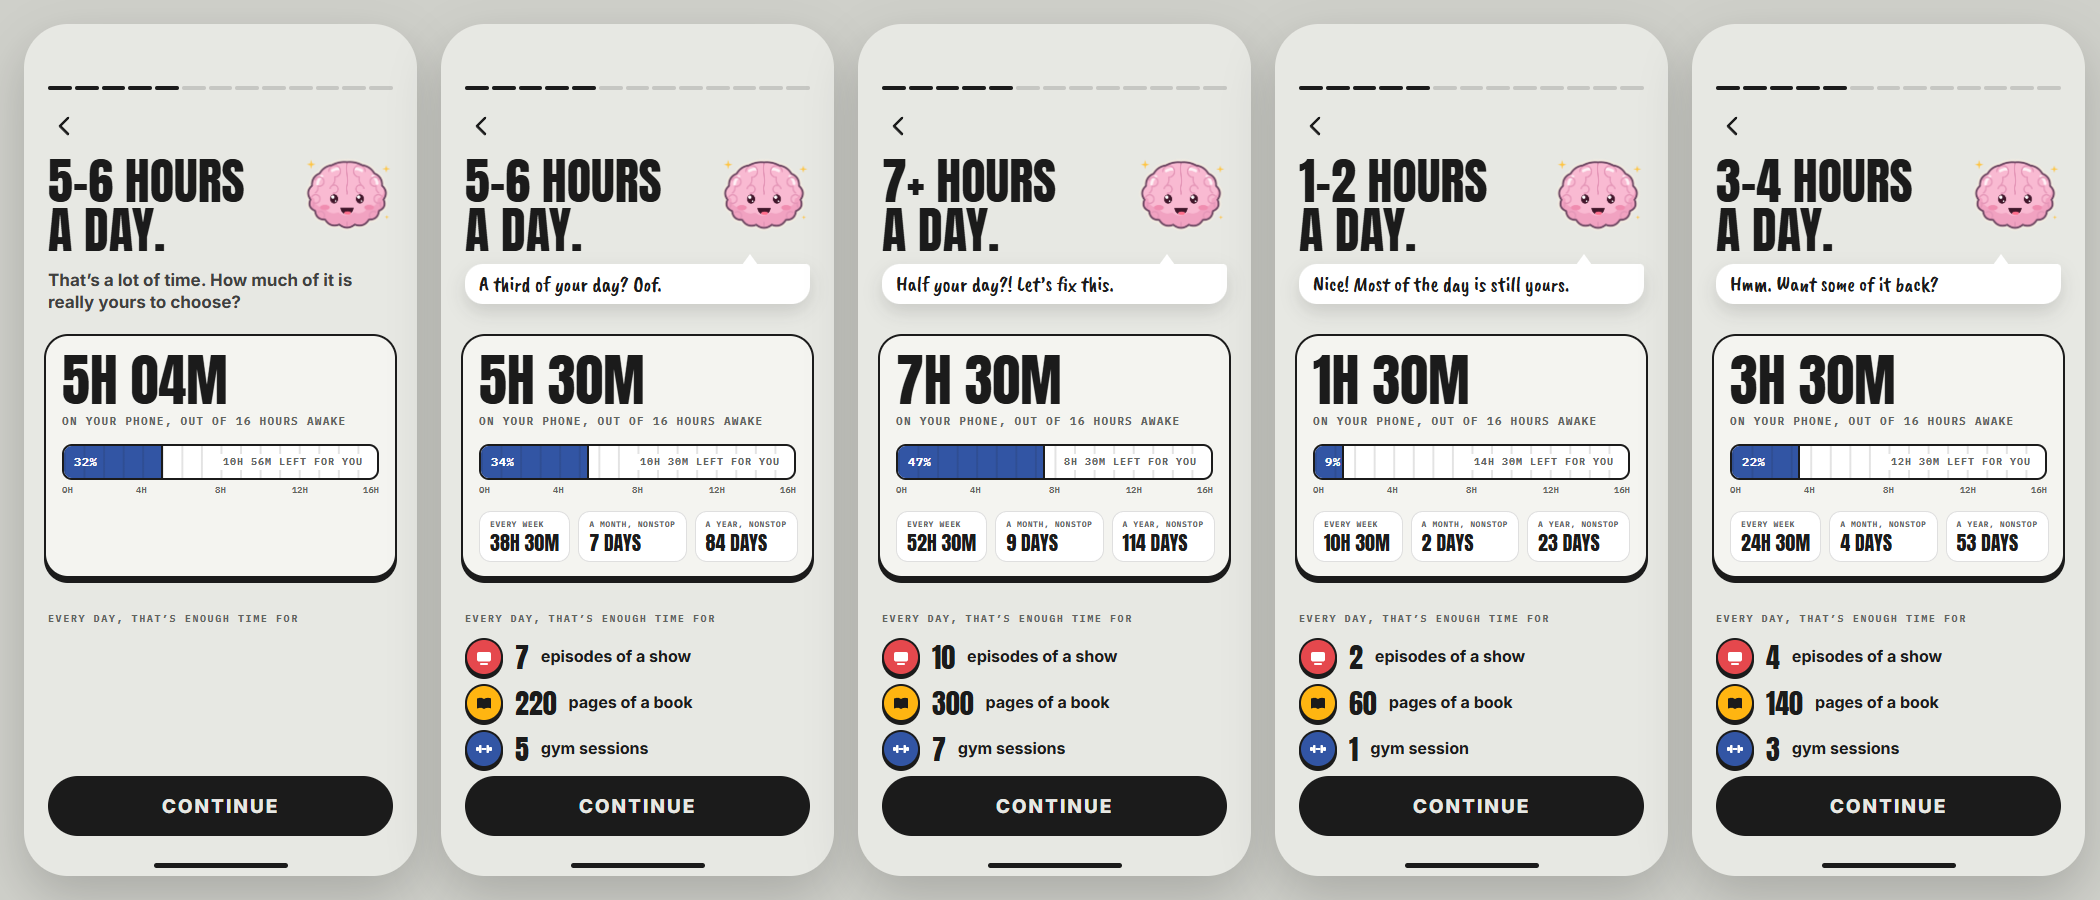 5-6 HOURS
A DAY.
That's a lot of time. How much of it is
really yours to choose?
5H 04M
ON YOUR PHONE, OUT OF 16 HOURS AWAKE
32%
10H 56M LEFT FOR YOU
0H 4H 8H 12H 16H
EVERY DAY, THAT'S ENOUGH TIME FOR
CONTINUE
5-6 HOURS
A DAY.
A third of your day? Oof.
5H 30M
ON YOUR PHONE, OUT OF 16 HOURS AWAKE
34%
10H 30M LEFT FOR YOU
0H 4H 8H 12H 16H
EVERY WEEK
38H 30M
A MONTH, NONSTOP
7 DAYS
A YEAR, NONSTOP
84 DAYS
EVERY DAY, THAT'S ENOUGH TIME FOR
7 episodes of a show
220 pages of a book
5 gym sessions
CONTINUE
7+ HOURS
A DAY.
Half your day?! Let's fix this.
7H 30M
ON YOUR PHONE, OUT OF 16 HOURS AWAKE
47%
8H 30M LEFT FOR YOU
0H 4H 8H 12H 16H
EVERY WEEK
52H 30M
A MONTH, NONSTOP
9 DAYS
A YEAR, NONSTOP
114 DAYS
EVERY DAY, THAT'S ENOUGH TIME FOR
10 episodes of a show
300 pages of a book
7 gym sessions
CONTINUE
1-2 HOURS
A DAY.
Nice! Most of the day is still yours.
1H 30M
ON YOUR PHONE, OUT OF 16 HOURS AWAKE
9%
14H 30M LEFT FOR YOU
0H 4H 8H 12H 16H
EVERY WEEK
10H 30M
A MONTH, NONSTOP
2 DAYS
A YEAR, NONSTOP
23 DAYS
EVERY DAY, THAT'S ENOUGH TIME FOR
2 episodes of a show
60 pages of a book
1 gym session
CONTINUE
3-4 HOURS
A DAY.
Hmm. Want some of it back?
3H 30M
ON YOUR PHONE, OUT OF 16 HOURS AWAKE
22%
12H 30M LEFT FOR YOU
0H 4H 8H 12H 16H
EVERY WEEK
24H 30M
A MONTH, NONSTOP
4 DAYS
A YEAR, NONSTOP
53 DAYS
EVERY DAY, THAT'S ENOUGH TIME FOR
4 episodes of a show
140 pages of a book
3 gym sessions
CONTINUE